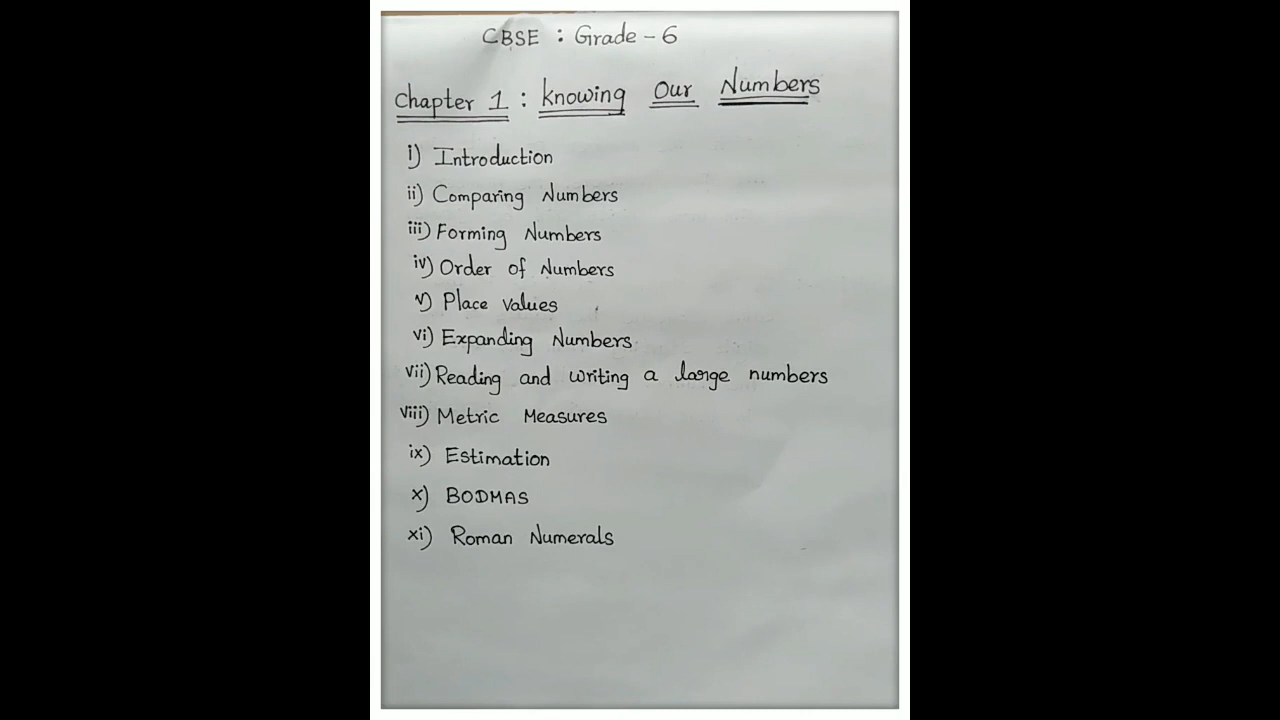 CBSE : Grade - 6
Chapter 1 : Knowing Our Numbers
i) Introduction
ii) Comparing Numbers
iii) Forming Numbers
iv) Order of Numbers
v) Place values
vi) Expanding Numbers
vii) Reading and writing a large numbers
viii) Metric Measures
ix) Estimation
x) BODMAS
xi) Roman Numerals